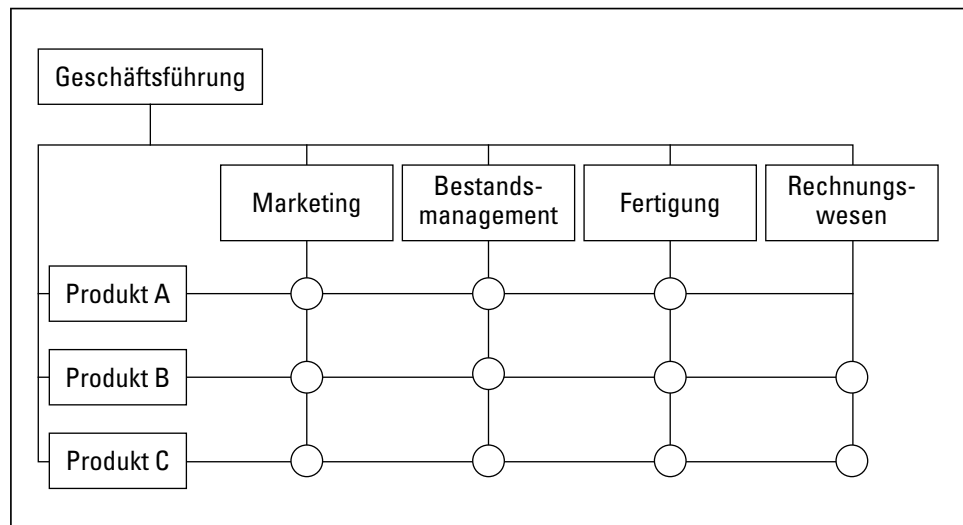 Geschäftsführung
Marketing
Bestands-
management
Fertigung
Rechnungs-
wesen
Produkt A
Produkt B
Produkt C